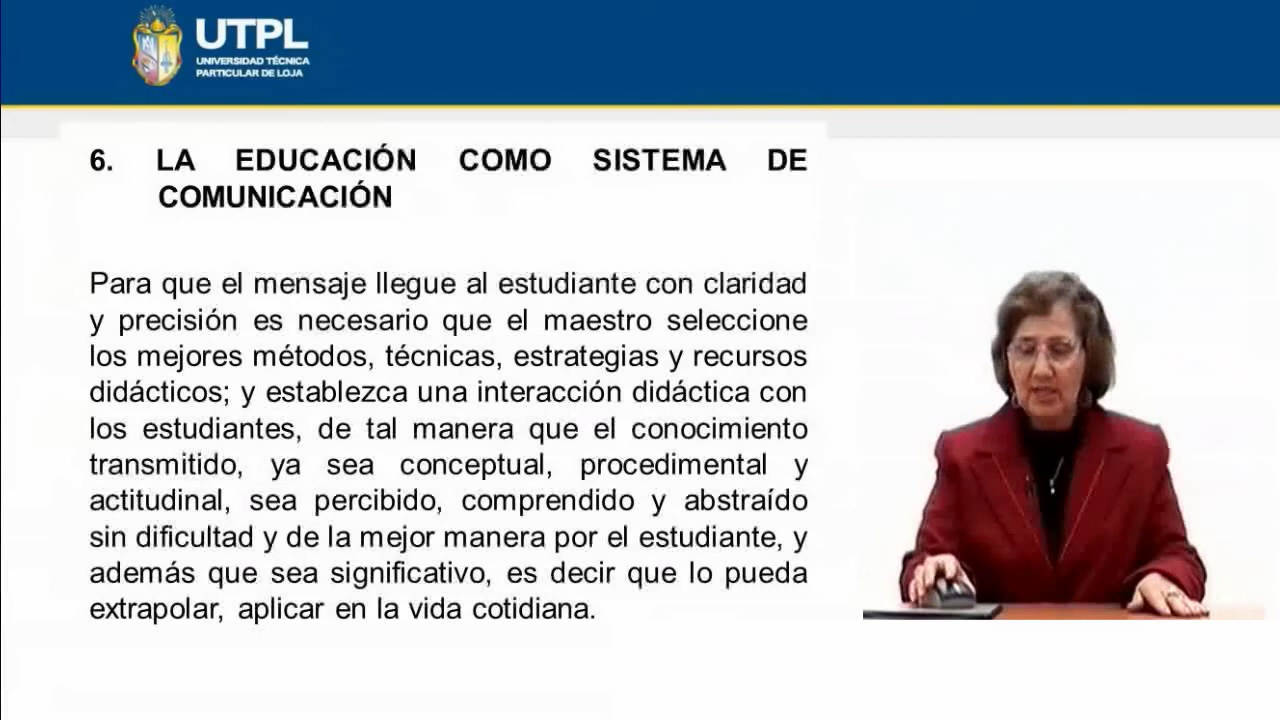 UTPL
UNIVERSIDAD TÉCNICA
PARTICULAR DE LOJA
6. LA EDUCACIÓN COMO SISTEMA DE
COMUNICACIÓN
Para que el mensaje llegue al estudiante con claridad
y precisión es necesario que el maestro seleccione
los mejores métodos, técnicas, estrategias y recursos
didácticos; y establezca una interacción didáctica con
los estudiantes, de tal manera que el conocimiento
transmitido, ya sea conceptual, procedimental y
actitudinal, sea percibido, comprendido y abstraído
sin dificultad y de la mejor manera por el estudiante, y
además que sea significativo, es decir que lo pueda
extrapolar, aplicar en la vida cotidiana.